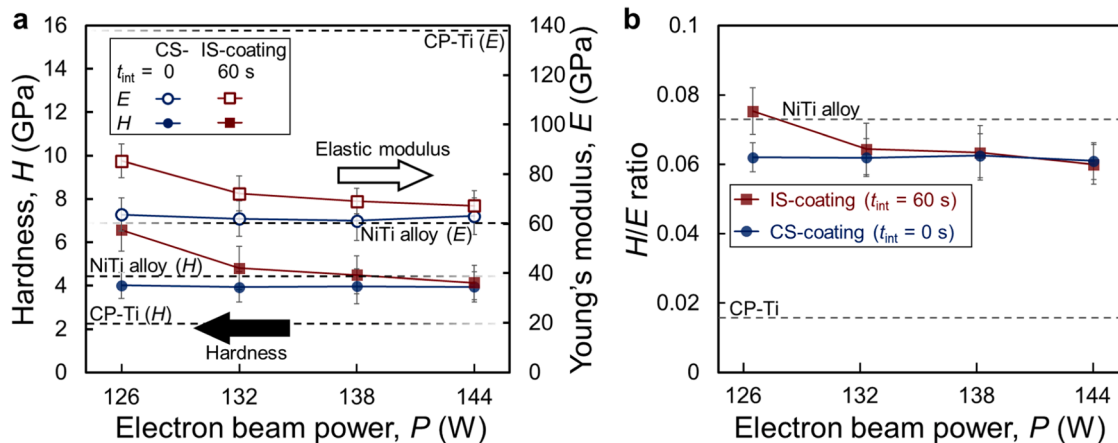 a
16
14
12
10
8
6
4
2
0
Hardness, H (GPa)
CS- IS-coating
t_int = 0 60 s
E
H
CP-Ti (E)
Elastic modulus
NiTi alloy (E)
NiTi alloy (H)
CP-Ti (H)
Hardness
140
120
100
80
60
40
20
0
Young's modulus, E (GPa)
126 132 138 144
Electron beam power, P (W)
b
0.1
0.08
0.06
0.04
0.02
0
H/E ratio
NiTi alloy
IS-coating (t_int = 60 s)
CS-coating (t_int = 0 s)
CP-Ti
126 132 138 144
Electron beam power, P (W)